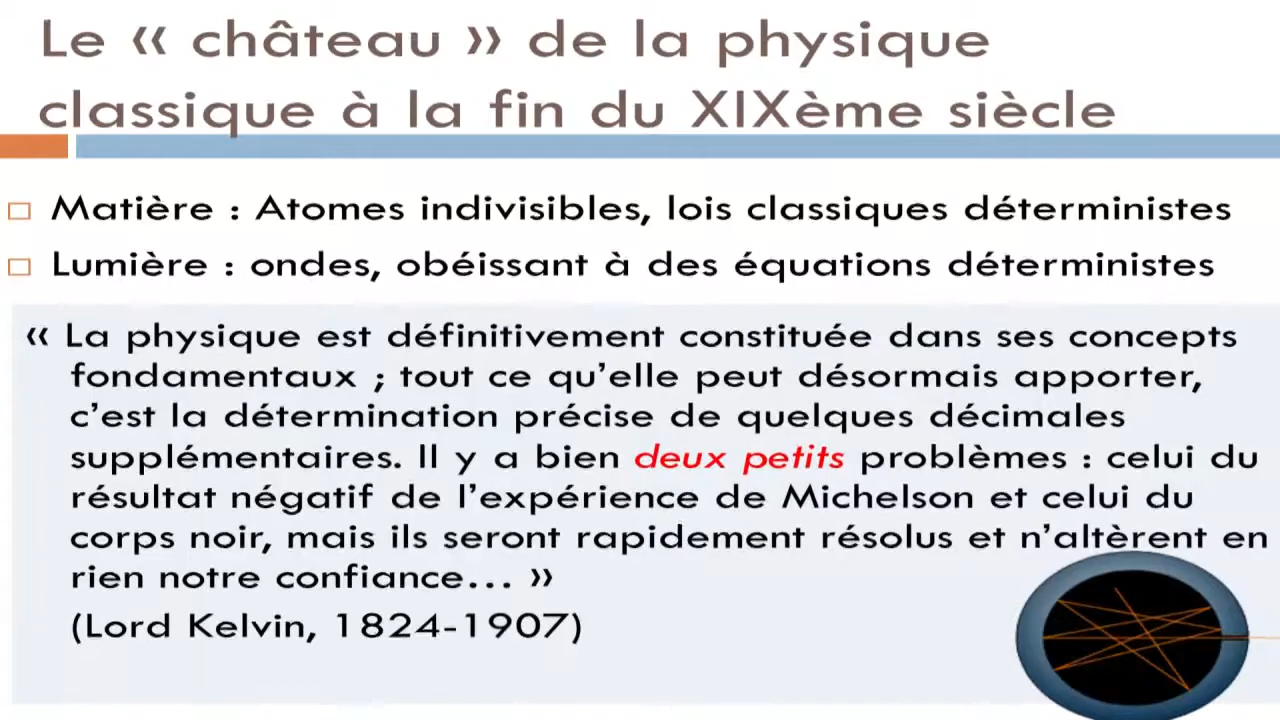 Le « château » de la physique
classique à la fin du XIXème siècle
Matière : Atomes indivisibles, lois classiques déterministes
Lumière : ondes, obéissant à des équations déterministes
« La physique est définitivement constituée dans ses concepts
fondamentaux ; tout ce qu’elle peut désormais apporter,
c’est la détermination précise de quelques décimales
supplémentaires. Il y a bien deux petits problèmes : celui du
résultat négatif de l’expérience de Michelson et celui du
corps noir, mais ils seront rapidement résolus et n’altèrent en
rien notre confiance… »
(Lord Kelvin, 1824-1907)